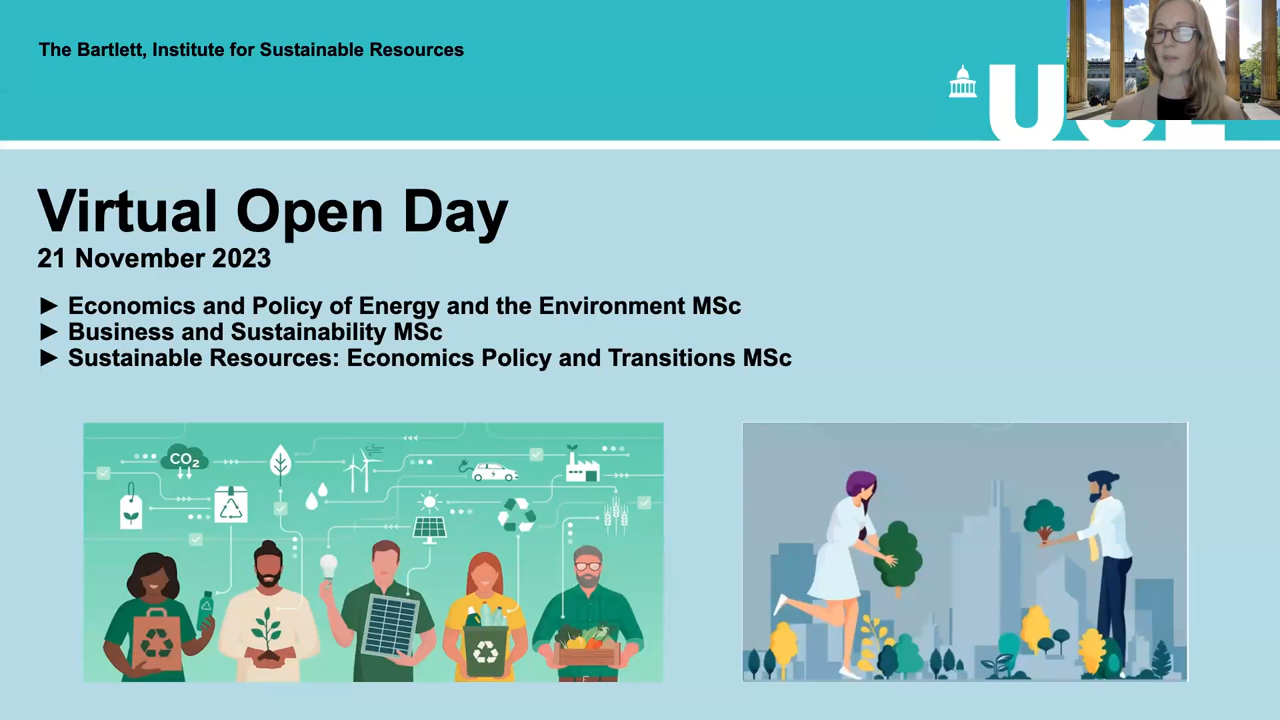 The Bartlett, Institute for Sustainable Resources
Virtual Open Day
21 November 2023
► Economics and Policy of Energy and the Environment MSc
► Business and Sustainability MSc
► Sustainable Resources: Economics Policy and Transitions MSc
CO₂